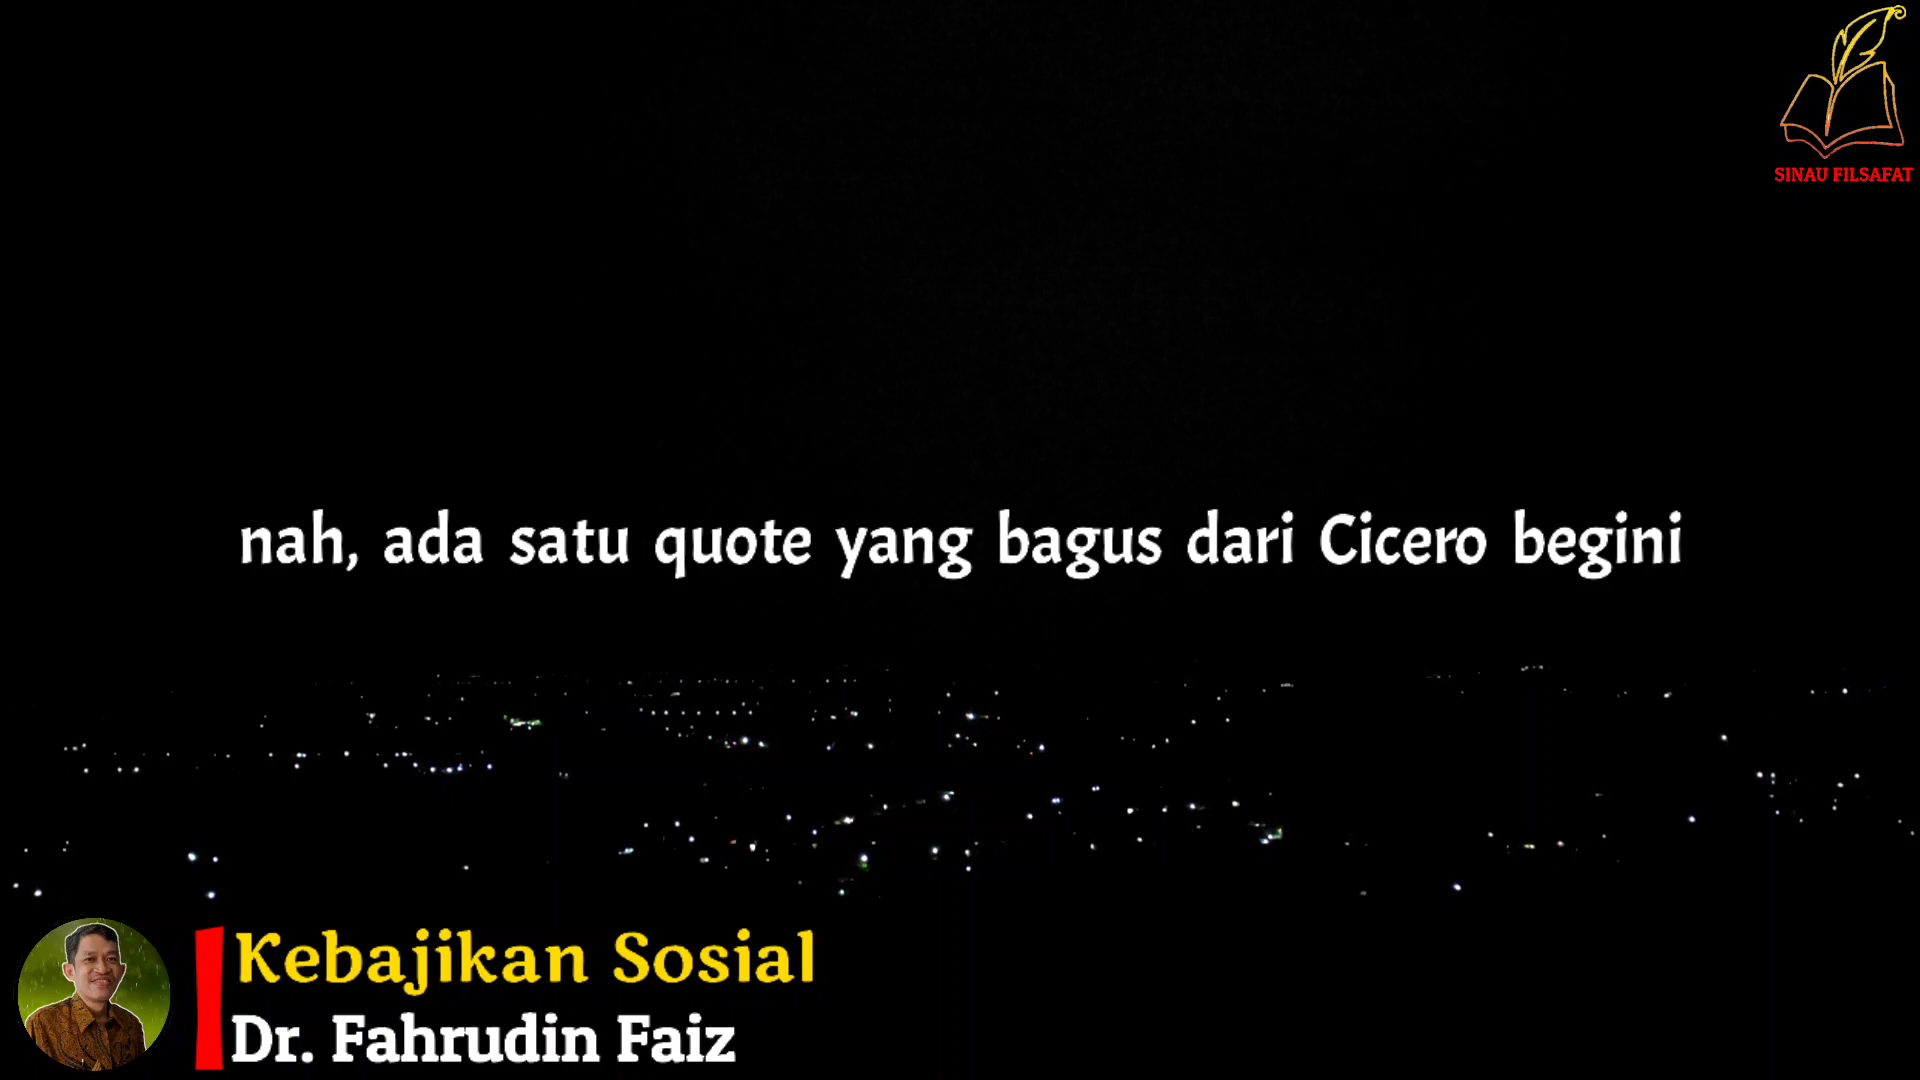 SINAU FILSAFAT
nah, ada satu quote yang bagus dari Cicero begini
Kebajikan Sosial
Dr. Fahrudin Faiz